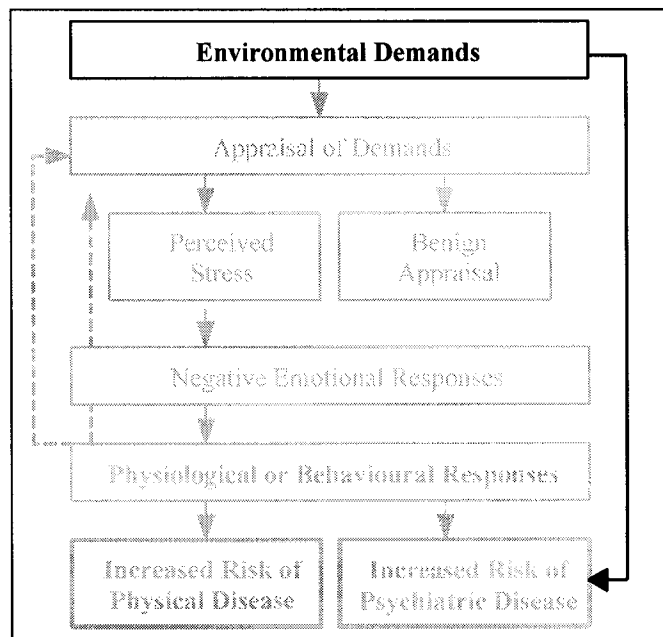 Environmental Demands
Appraisal of Demands
Perceived
Stress
Benign
Appraisal
Negative Emotional Responses
Physiological or Behavioural Responses
Increased Risk of
Physical Disease
Increased Risk of
Psychiatric Disease